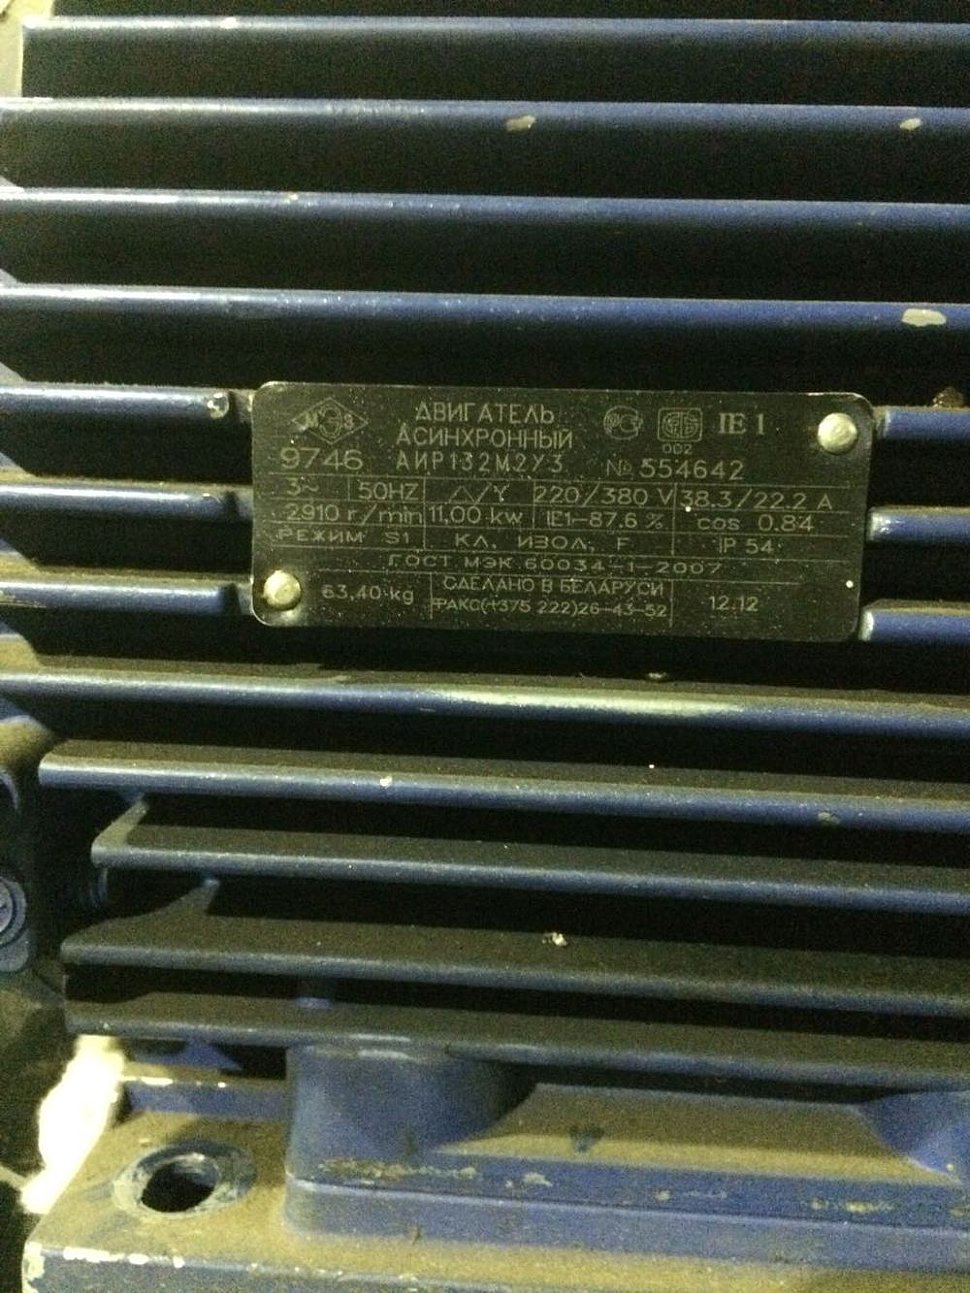 ДВИГАТЕЛЬ
АСИНХРОННЫЙ
IE 1
002
9746 АИР132М2У3 № 554642
3~ 50HZ △/Y 220/380 V 38.3/22.2 A
2910 r/min 11,00 kw IE1-87.6 % cos 0.84
РЕЖИМ S1 КЛ. ИЗОЛ. F IP 54
ГОСТ МЭК 60034-1-2007
63,40 kg СДЕЛАНО В БЕЛАРУСИ 12.12
ФАКС(+375 222)26-43-52